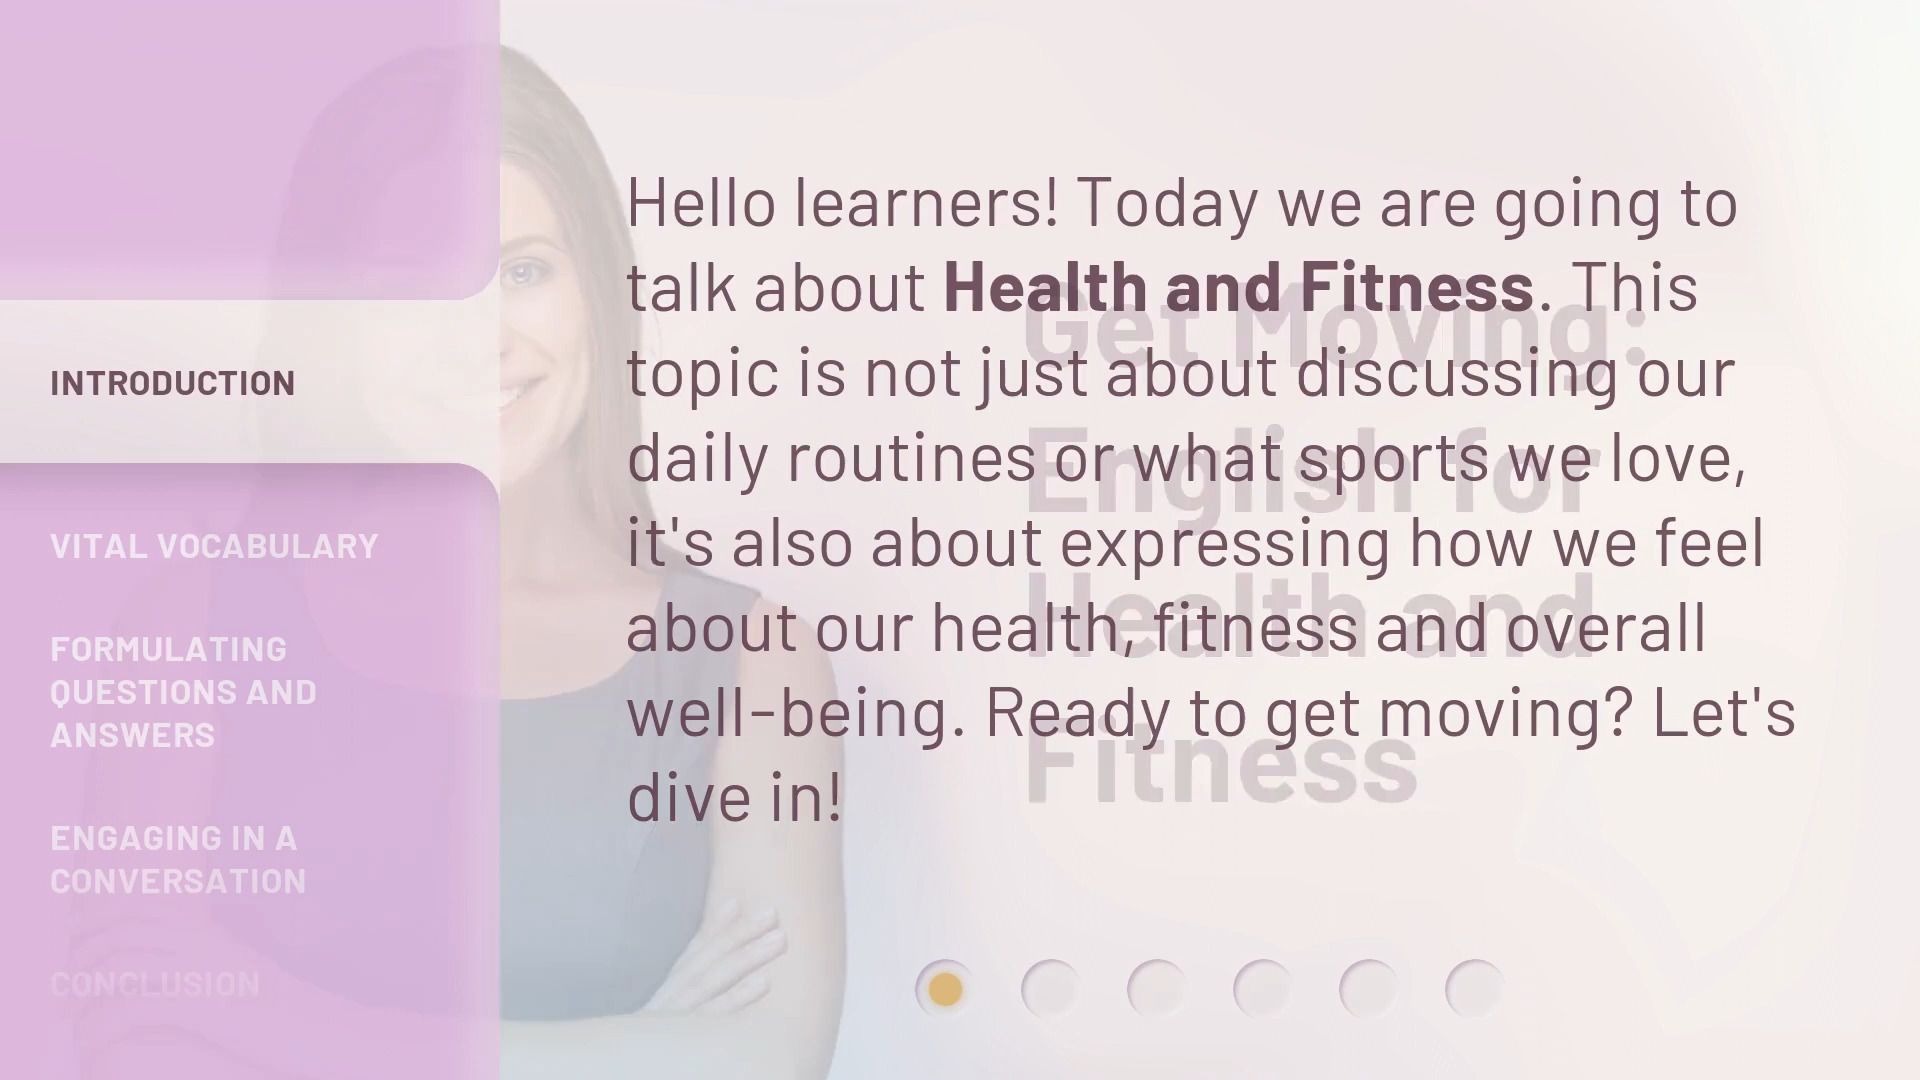 INTRODUCTION
VITAL VOCABULARY
FORMULATING
QUESTIONS AND
ANSWERS
ENGAGING IN A
CONVERSATION
CONCLUSION
Hello learners! Today we are going to
talk about Health and Fitness. This
topic is not just about discussing our
daily routines or what sports we love,
it's also about expressing how we feel
about our health, fitness and overall
well-being. Ready to get moving? Let's
dive in!
Get Moving:
English for
Health and
Fitness